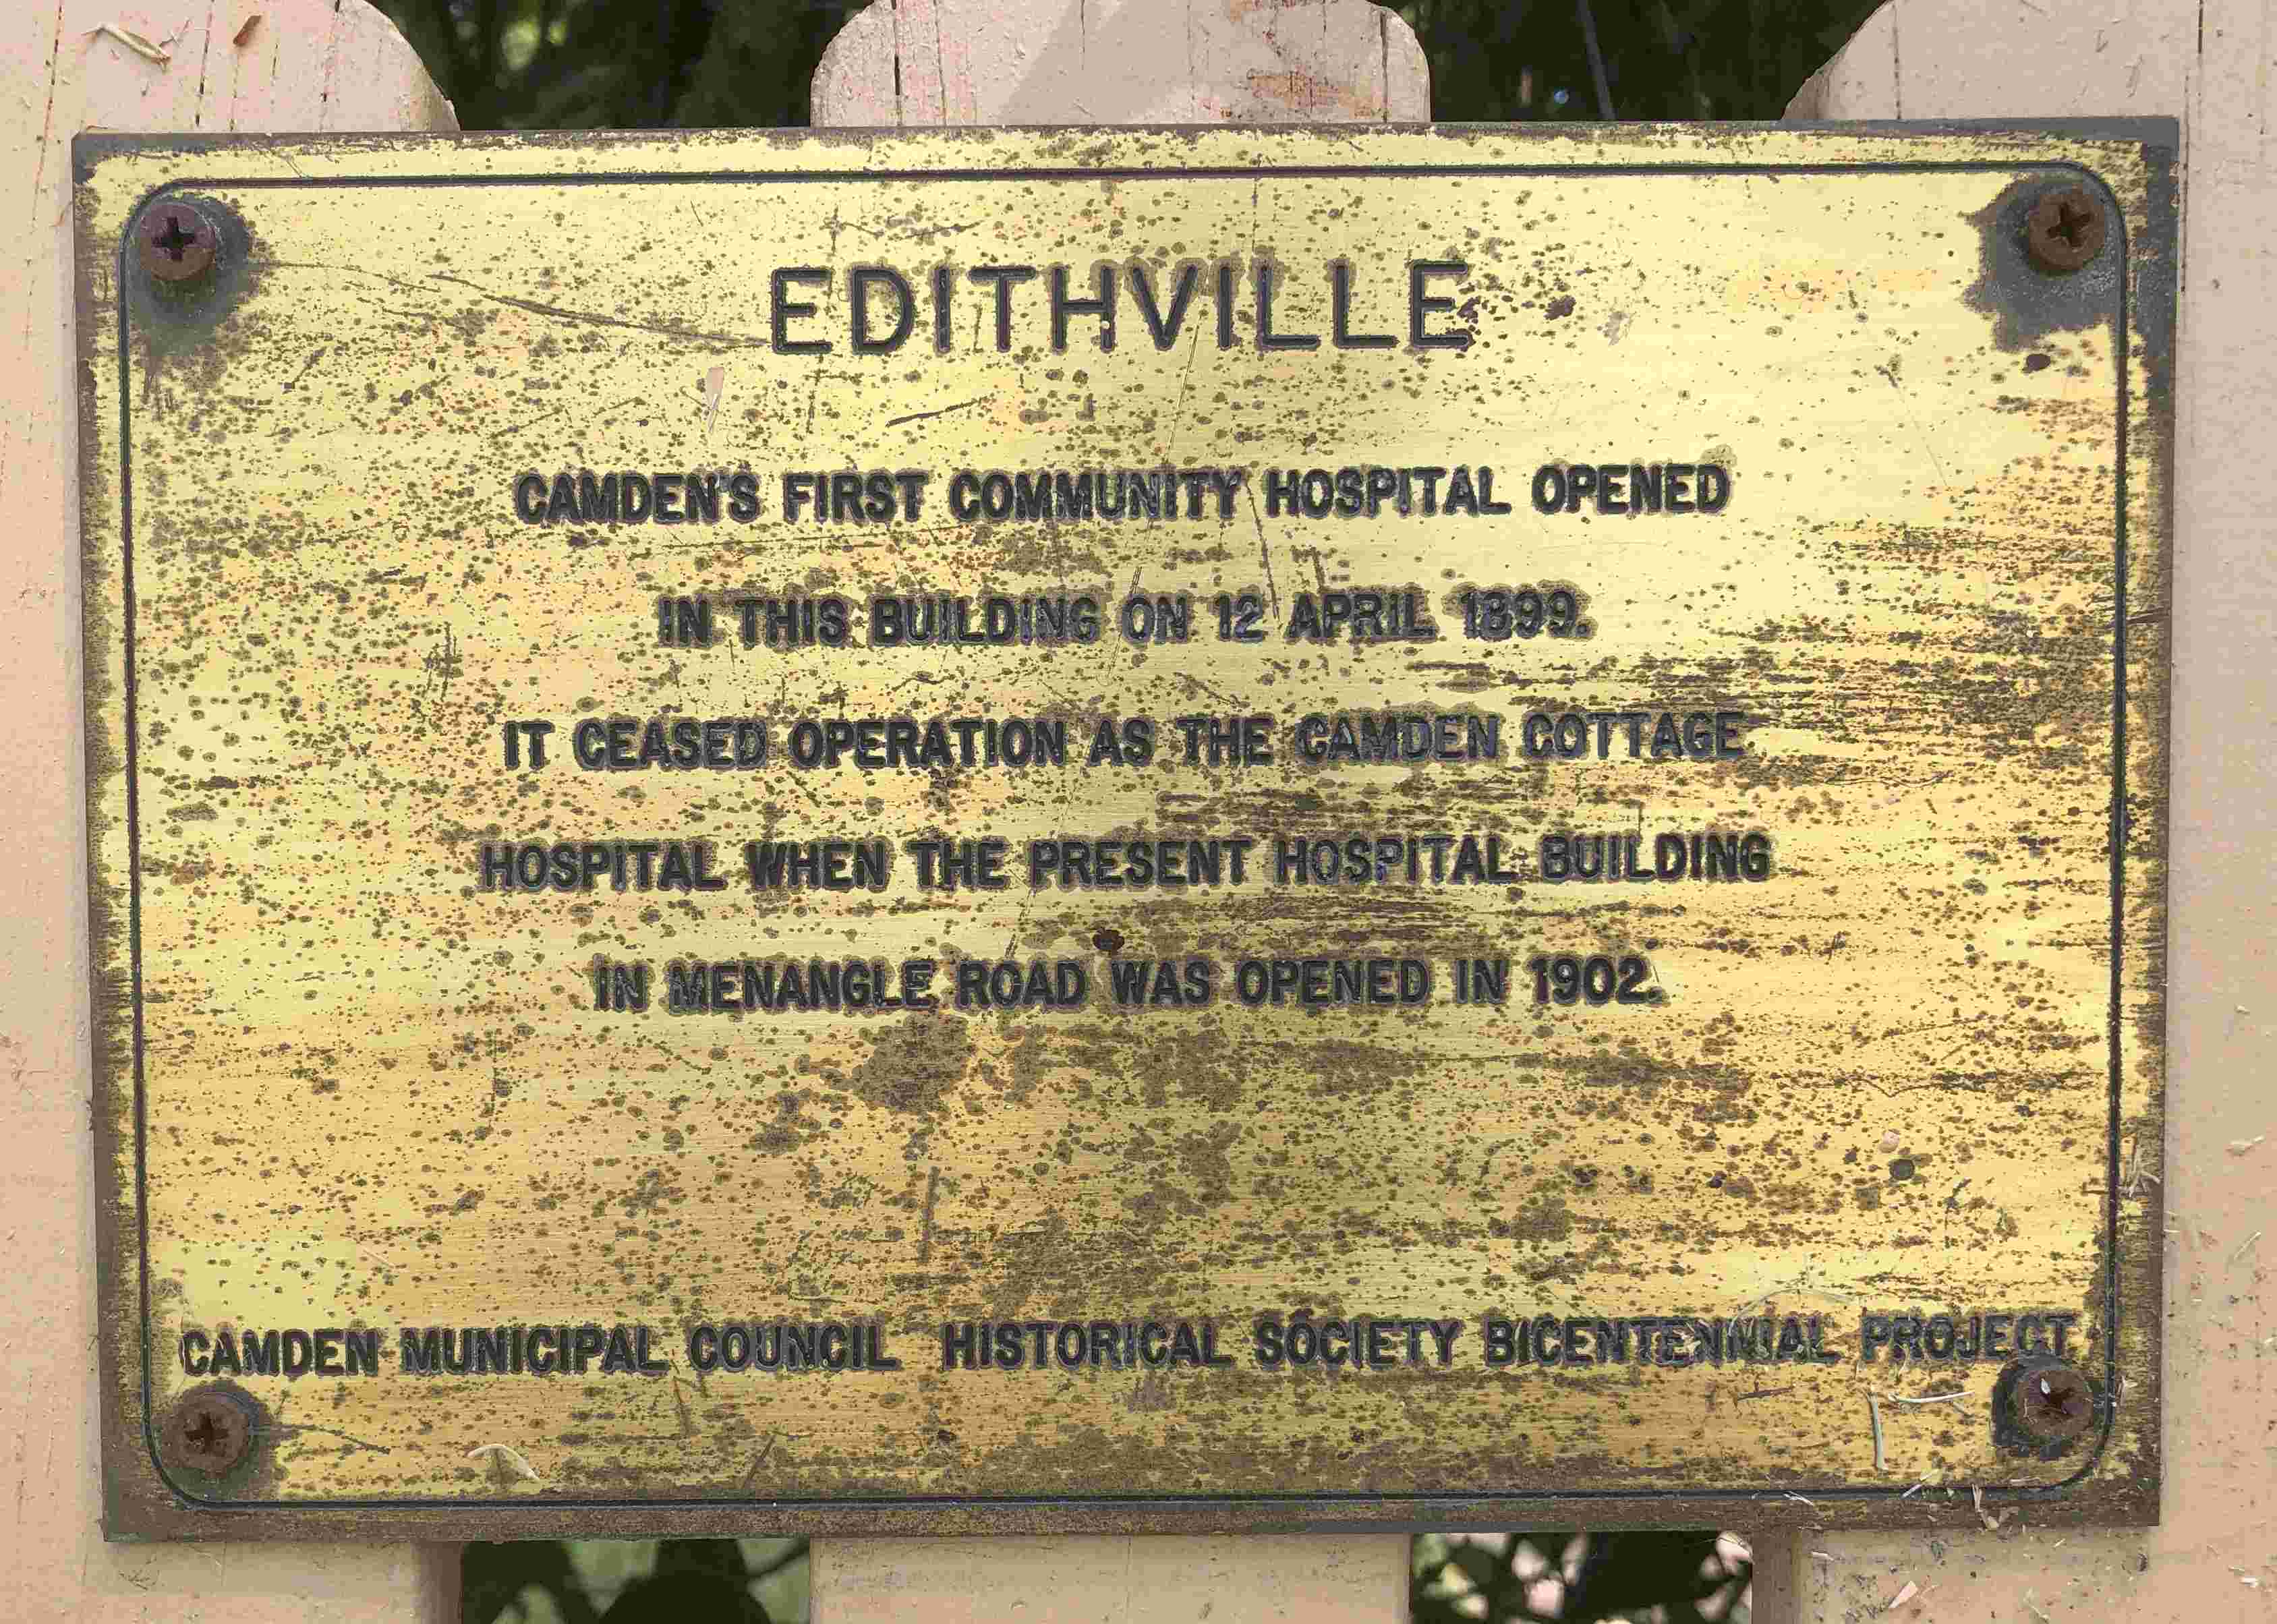 EDITHVILLE
CAMDEN'S FIRST COMMUNITY HOSPITAL OPENED
IN THIS BUILDING ON 12 APRIL 1899.
IT CEASED OPERATION AS THE CAMDEN COTTAGE
HOSPITAL WHEN THE PRESENT HOSPITAL BUILDING
IN MENANGLE ROAD WAS OPENED IN 1902.
CAMDEN MUNICIPAL COUNCIL HISTORICAL SOCIETY BICENTENNIAL PROJECT